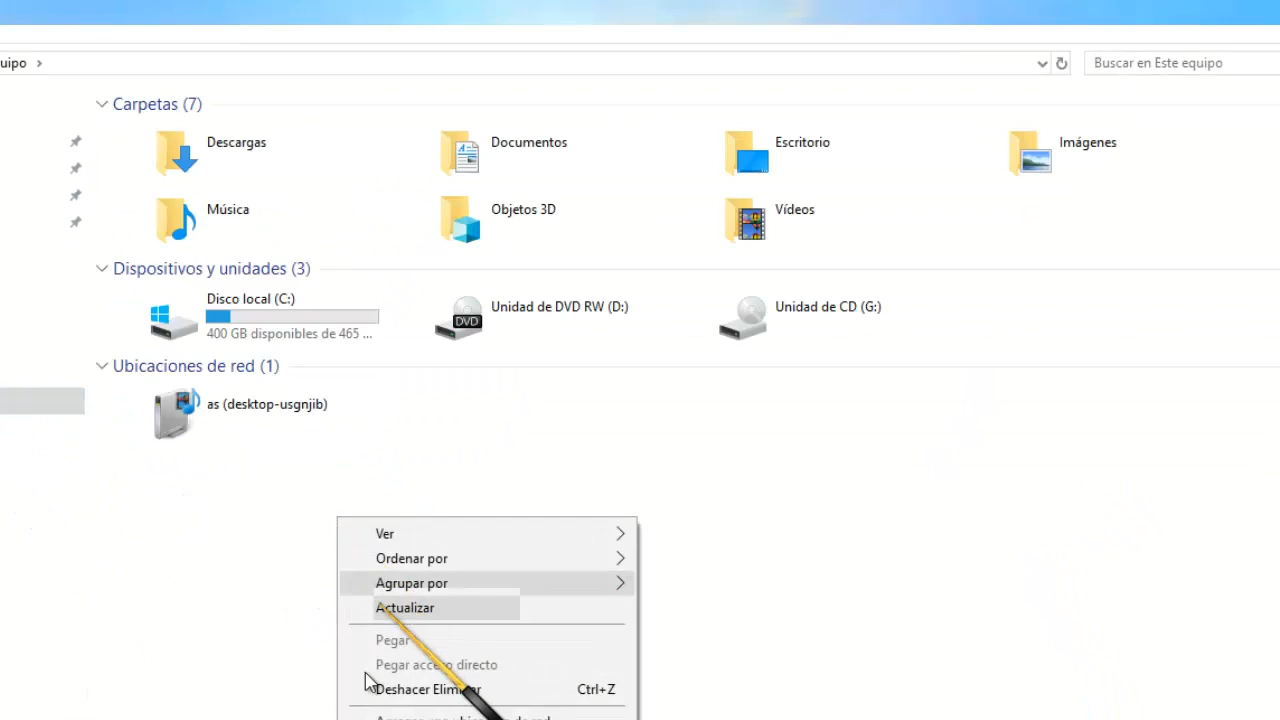 uipo
Buscar en Este equipo
Carpetas (7)
Descargas
Documentos
Escritorio
Imágenes
Música
Objetos 3D
Vídeos
Dispositivos y unidades (3)
Disco local (C:)
400 GB disponibles de 465 ...
Unidad de DVD RW (D:)
DVD
Unidad de CD (G:)
Ubicaciones de red (1)
as (desktop-usgnjib)
Ver
Ordenar por
Agrupar por
Actualizar
Pegar
Pegar acceso directo
Deshacer Eliminar Ctrl+Z